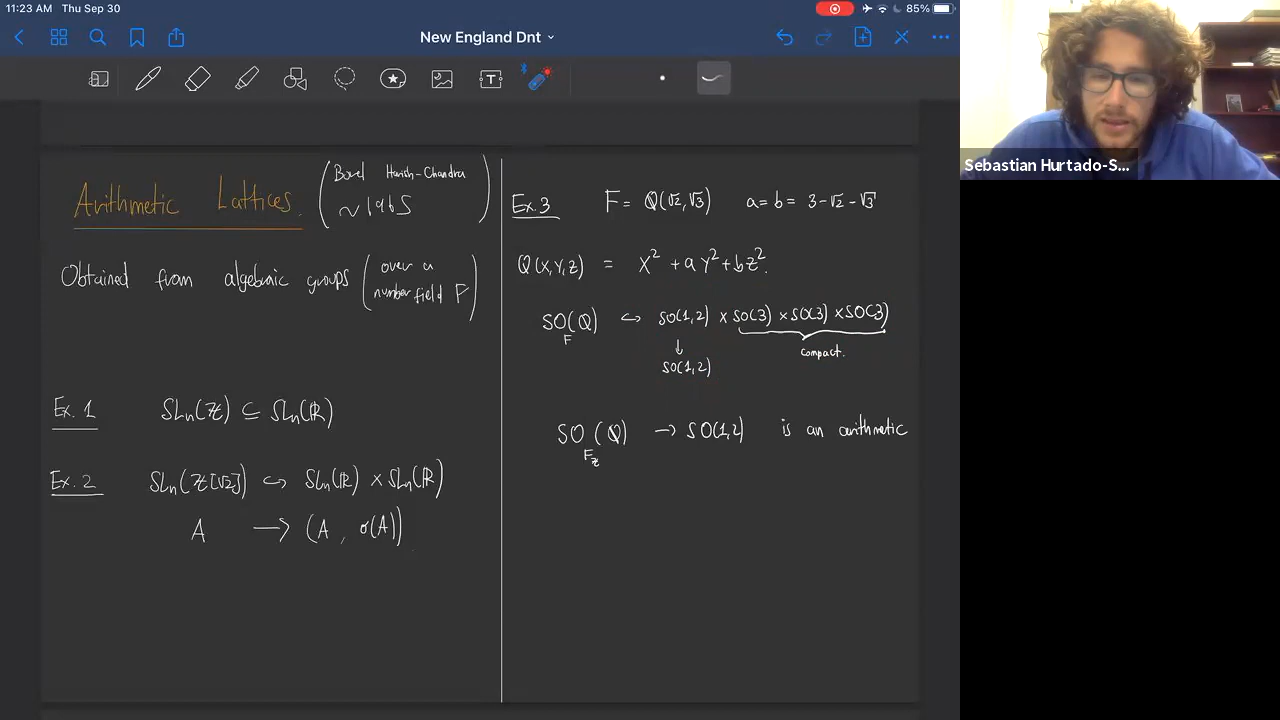 11:23 AM Thu Sep 30
85%
New England Dnt
Sebastian Hurtado-S...
Arithmetic Lattices.
( Borel Harish-Chandra
~ 1965 )
Obtained from algebraic groups ( over a
number field F )
Ex. 1 SLn(ℤ) ⊆ SLn(ℝ)
Ex. 2 SLn(ℤ[√2]) ↪ SLn(ℝ) × SLn(ℝ)
A → (A, σ(A))
Ex. 3 F = Q(√2,√3) a = b = 3-√2-√3
Q(X,Y,Z) = X² + aY² + bZ².
SO(Q) ↪ SO(1,2) × SO(3) × SO(3) × SO(3)
F
compact.
↓
SO(1,2)
SO(Q) → SO(1,2) is an arithmetic
Fℤ